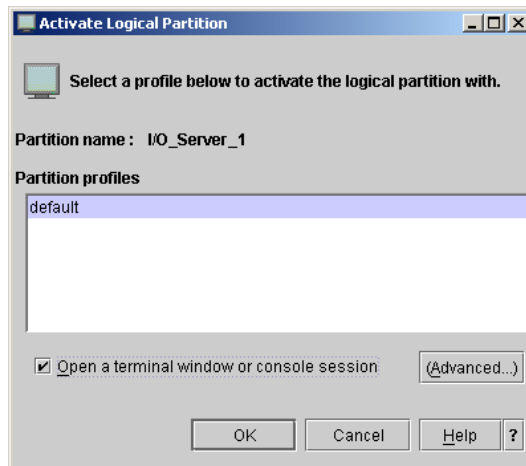 Activate Logical Partition
Select a profile below to activate the logical partition with.
Partition name : I/O_Server_1
Partition profiles
default
Open a terminal window or console session
(Advanced...)
OK
Cancel
Help
?